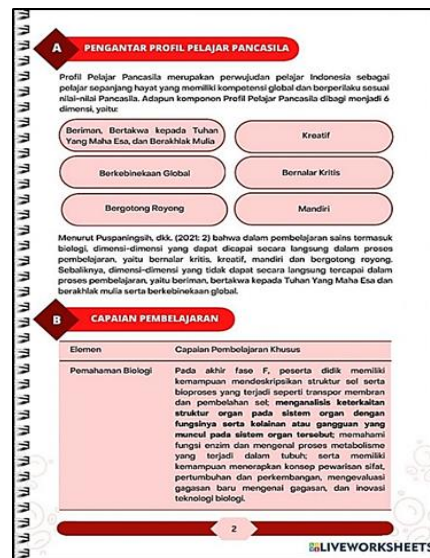 A PENGANTAR PROFIL PELAJAR PANCASILA
Profil Pelajar Pancasila merupakan perwujudan pelajar Indonesia sebagai
pelajar sepanjang hayat yang memiliki kompetensi global dan berperilaku sesuai
nilai-nilai Pancasila. Adapun komponen Profil Pelajar Pancasila dibagi menjadi 6
dimensi, yaitu:
Beriman, Bertakwa kepada Tuhan
Yang Maha Esa, dan Berakhlak Mulia
Kreatif
Berkebinekaan Global
Bernalar Kritis
Bergotong Royong
Mandiri
Menurut Puspaningsih, dkk. (2021: 2) bahwa dalam pembelajaran sains termasuk
biologi, dimensi-dimensi yang dapat dicapai secara langsung dalam proses
pembelajaran, yaitu bernalar kritis, kreatif, mandiri dan bergotong royong.
Sebaliknya, dimensi-dimensi yang tidak dapat secara langsung tercapai dalam
proses pembelajaran, yaitu beriman, bertakwa kepada Tuhan Yang Maha Esa dan
berakhlak mulia serta berkebinekaan global.
B CAPAIAN PEMBELAJARAN
Elemen
Capaian Pembelajaran Khusus
Pemahaman Biologi
Pada akhir fase F, peserta didik memiliki
kemampuan mendeskripsikan struktur sel serta
bioproses yang terjadi seperti transpor membran
dan pembelahan sel; menganalisis keterkaitan
struktur organ pada sistem organ dengan
fungsinya serta kelainan atau gangguan yang
muncul pada sistem organ tersebut; memahami
fungsi enzim dan mengenal proses metabolisme
yang terjadi dalam tubuh; serta memiliki
kemampuan menerapkan konsep pewarisan sifat,
pertumbuhan dan perkembangan, mengevaluasi
gagasan baru mengenai gagasan, dan inovasi
teknologi biologi.
2
LIVEWORKSHEETS